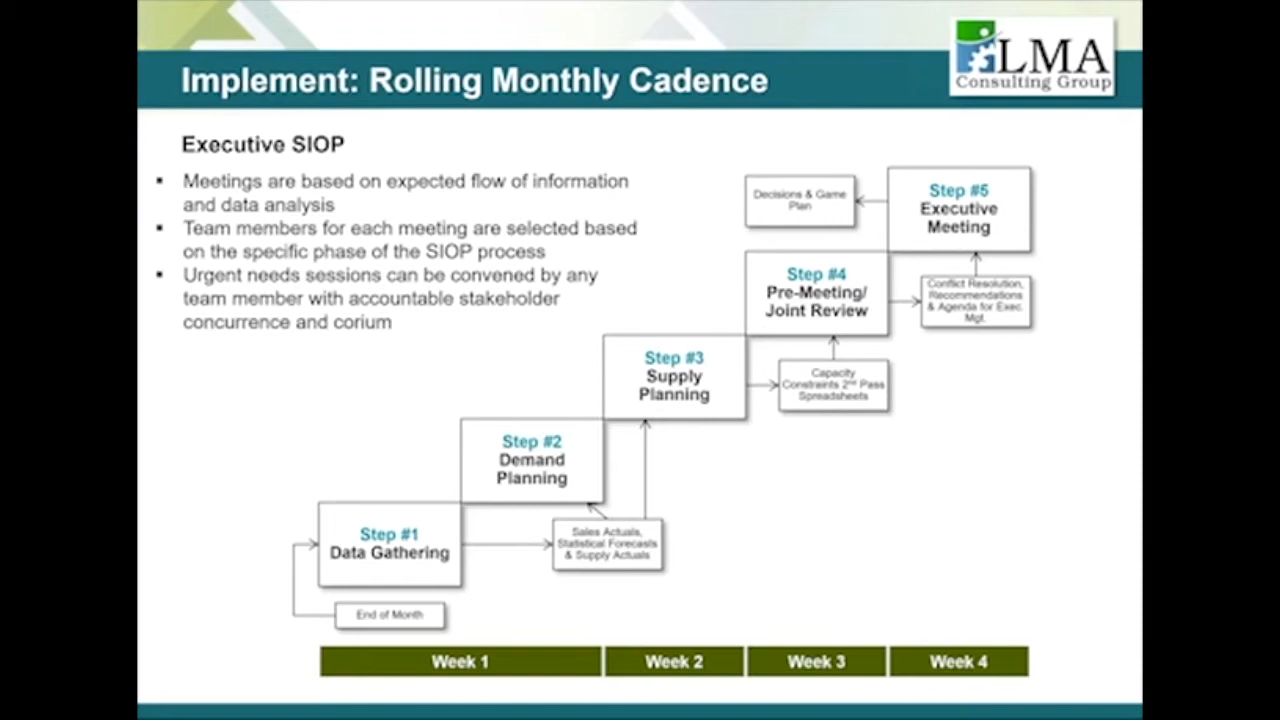 LMA
Consulting Group
Implement: Rolling Monthly Cadence
Executive SIOP
▪ Meetings are based on expected flow of information
and data analysis
▪ Team members for each meeting are selected based
on the specific phase of the SIOP process
▪ Urgent needs sessions can be convened by any
team member with accountable stakeholder
concurrence and corium
Decisions & Game
Plan
Step #5
Executive
Meeting
Step #4
Pre-Meeting/
Joint Review
Conflict Resolution,
Recommendations
& Agenda for Exec.
Mgt.
Step #3
Supply
Planning
Capacity
Constraints 2nd Pass
Spreadsheets
Step #2
Demand
Planning
Step #1
Data Gathering
Sales Actuals,
Statistical Forecasts
& Supply Actuals
End of Month
Week 1
Week 2
Week 3
Week 4